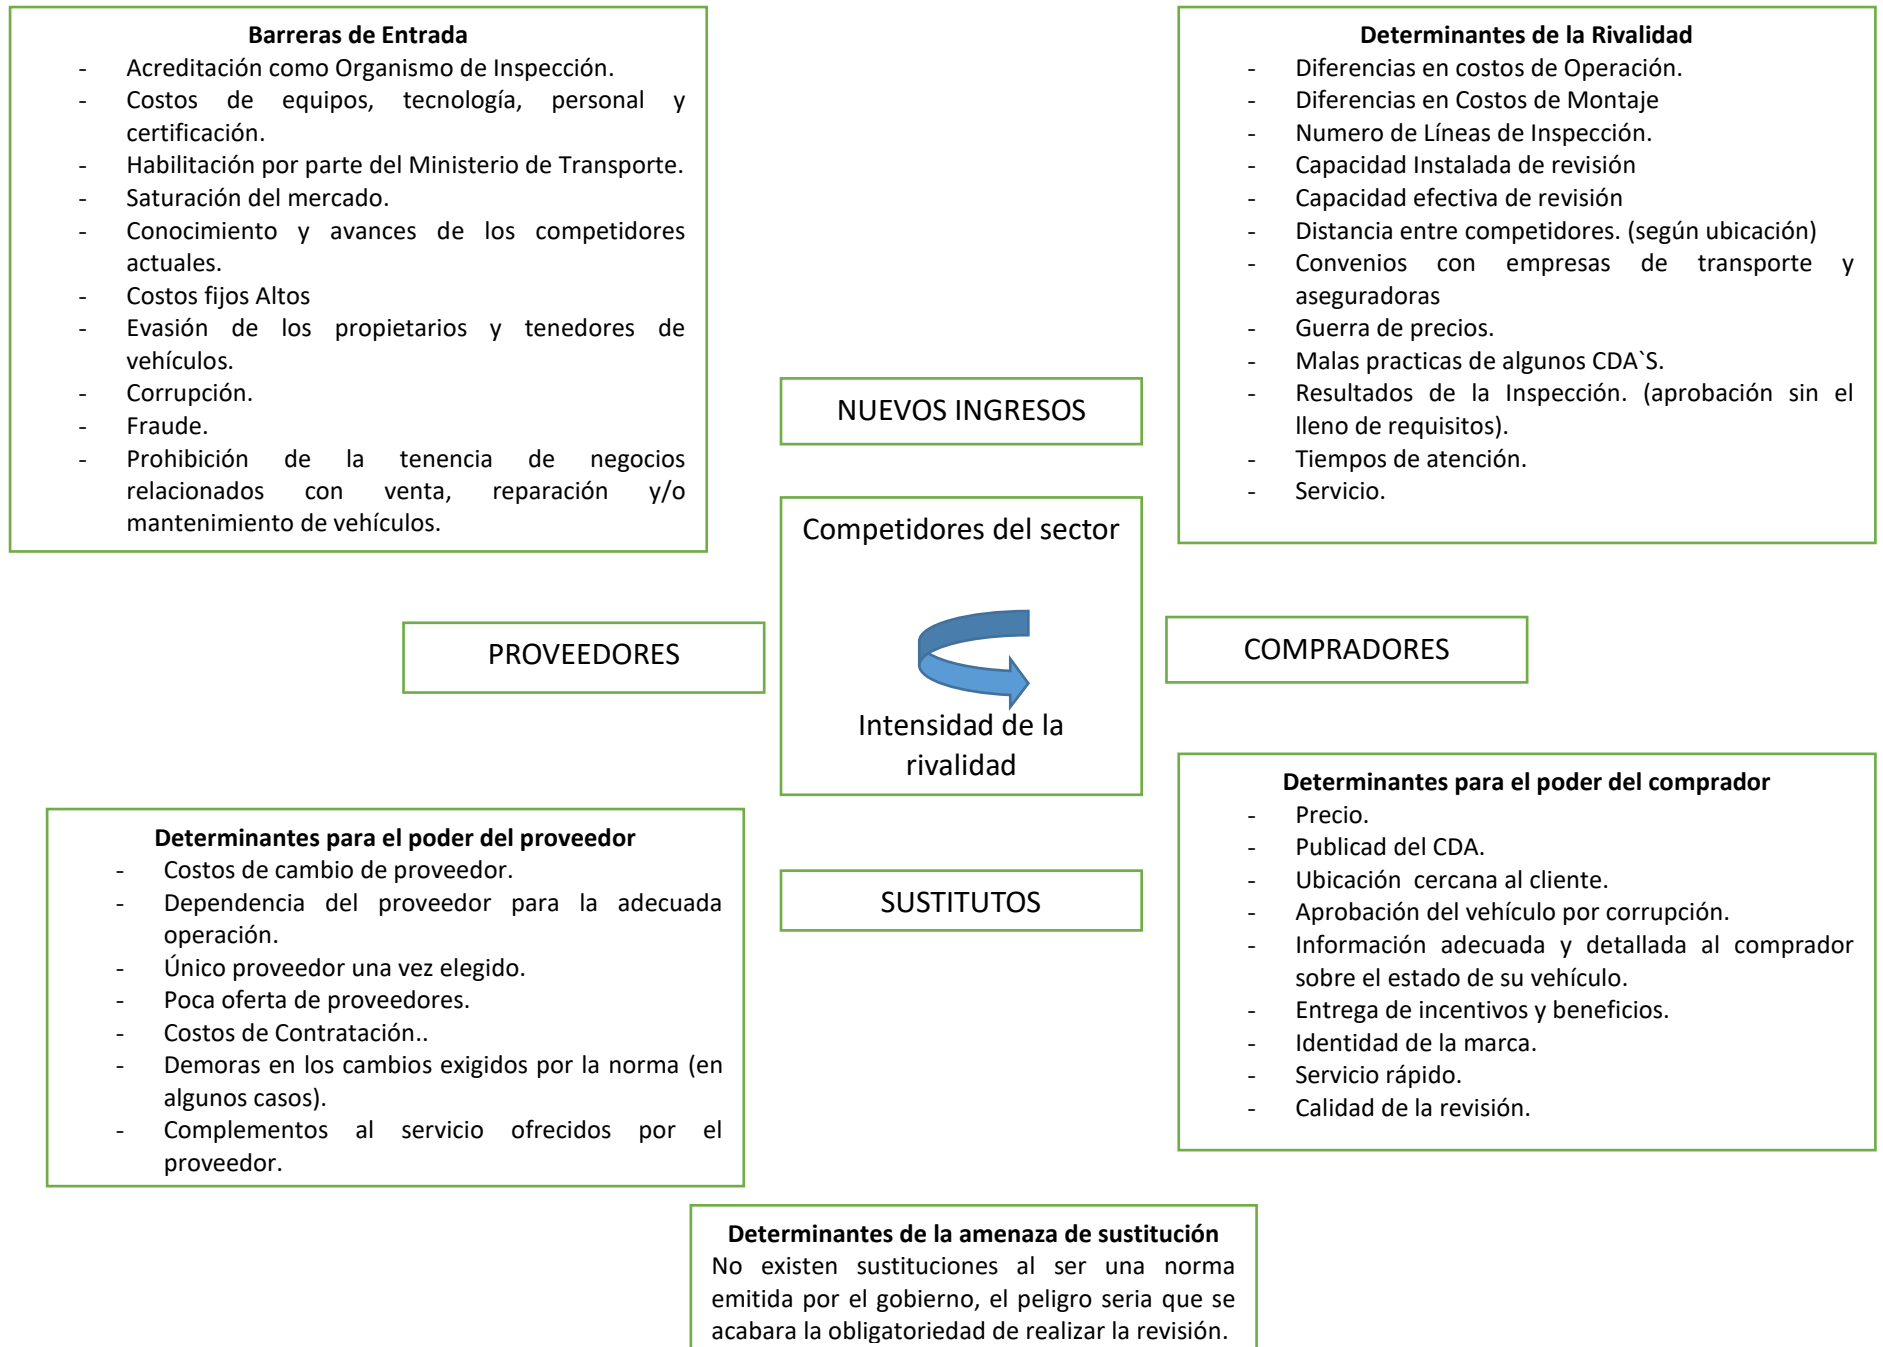 Barreras de Entrada
- Acreditación como Organismo de Inspección.
- Costos de equipos, tecnología, personal y
certificación.
- Habilitación por parte del Ministerio de Transporte.
- Saturación del mercado.
- Conocimiento y avances de los competidores
actuales.
- Costos fijos Altos
- Evasión de los propietarios y tenedores de
vehículos.
- Corrupción.
- Fraude.
- Prohibición de la tenencia de negocios
relacionados con venta, reparación y/o
mantenimiento de vehículos.
Determinantes de la Rivalidad
- Diferencias en costos de Operación.
- Diferencias en Costos de Montaje
- Numero de Líneas de Inspección.
- Capacidad Instalada de revisión
- Capacidad efectiva de revisión
- Distancia entre competidores. (según ubicación)
- Convenios con empresas de transporte y
aseguradoras
- Guerra de precios.
- Malas practicas de algunos CDA`S.
- Resultados de la Inspección. (aprobación sin el
lleno de requisitos).
- Tiempos de atención.
- Servicio.
NUEVOS INGRESOS
Competidores del sector
Intensidad de la
rivalidad
PROVEEDORES
COMPRADORES
Determinantes para el poder del proveedor
- Costos de cambio de proveedor.
- Dependencia del proveedor para la adecuada
operación.
- Único proveedor una vez elegido.
- Poca oferta de proveedores.
- Costos de Contratación..
- Demoras en los cambios exigidos por la norma (en
algunos casos).
- Complementos al servicio ofrecidos por el
proveedor.
SUSTITUTOS
Determinantes para el poder del comprador
- Precio.
- Publicad del CDA.
- Ubicación  cercana al cliente.
- Aprobación del vehículo por corrupción.
- Información adecuada y detallada al comprador
sobre el estado de su vehículo.
- Entrega de incentivos y beneficios.
- Identidad de la marca.
- Servicio rápido.
- Calidad de la revisión.
Determinantes de la amenaza de sustitución
No existen sustituciones al ser una norma
emitida por el gobierno, el peligro seria que se
acabara la obligatoriedad de realizar la revisión.